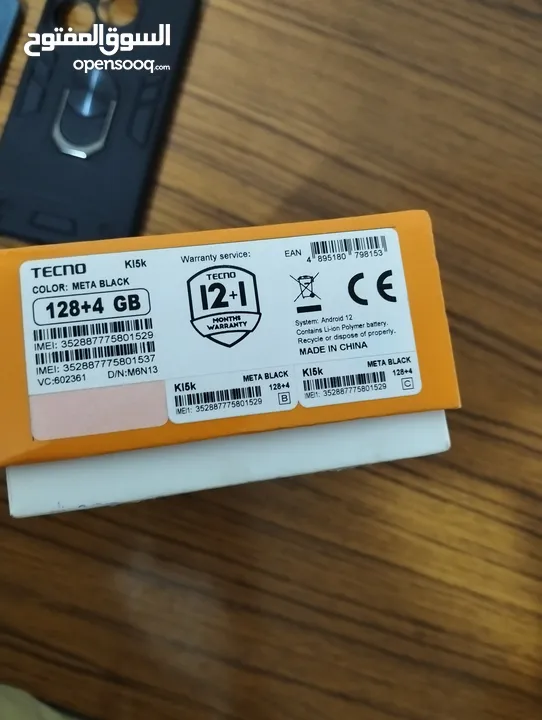 السوق المفتوح
opensooq.com
TECNO KI5k
COLOR: META BLACK
128+4 GB
IMEI: 352887775801529
IMEI: 352887775801537
VC:602361 D/N:M6N13
Warranty service:
TECNO
12+1
MONTHS
WARRANTY
EAN 4 895180 798153
CE
System: Android 12
Contains Li-ion Polymer battery.
Recycle or dispose of properly.
MADE IN CHINA
KI5k META BLACK
128+4
IMEI1: 352887775801529
B
KI5k META BLACK
128+4
IMEI1: 352887775801529
C